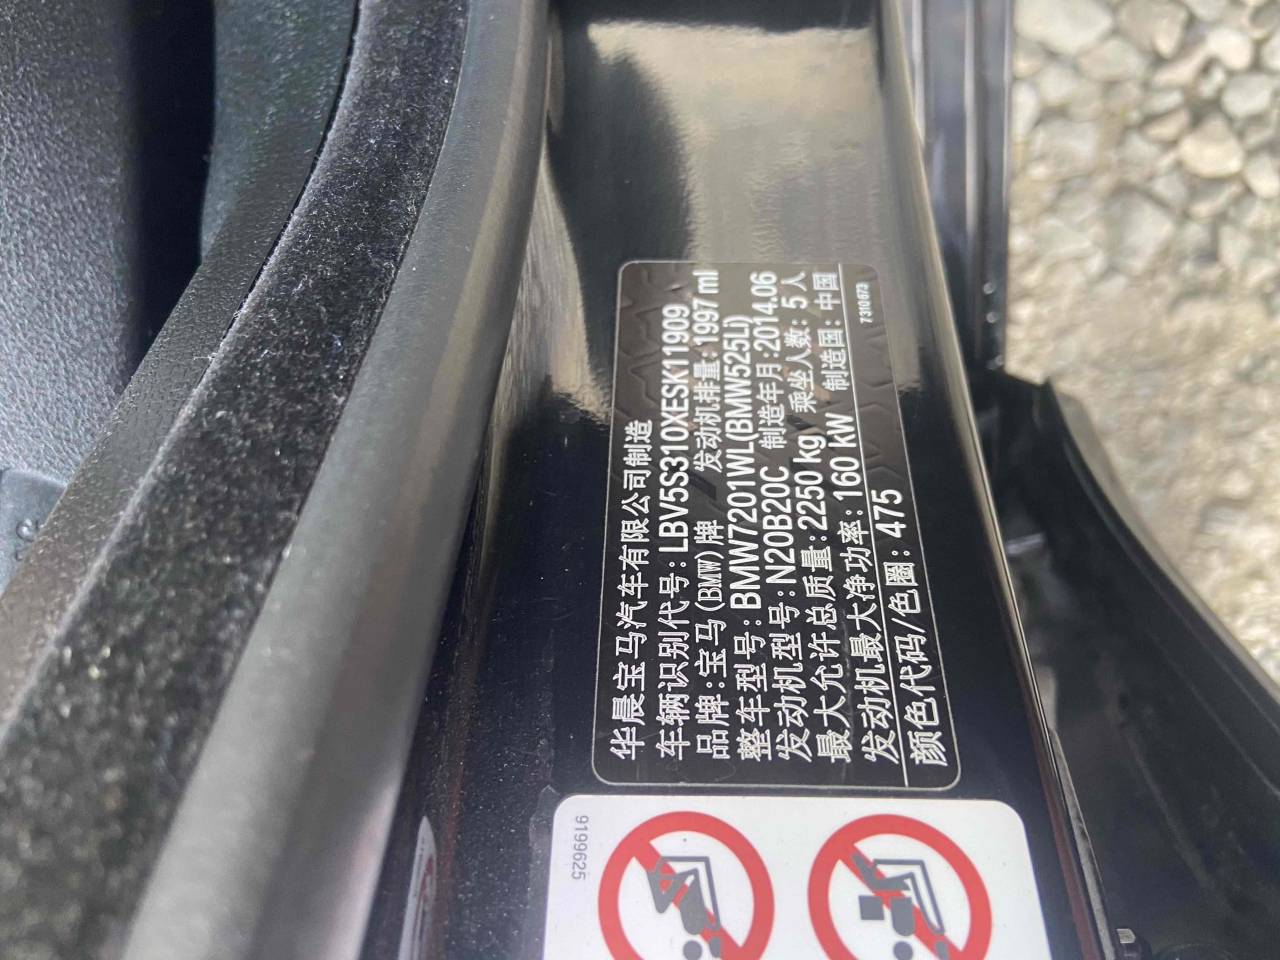 华晨宝马汽车有限公司制造
车辆识别代号: LBV5S310XESK11909
品牌:宝马(BMW)牌 发动机排量:1997 ml
整车型号:BMW7201WL(BMW525Li)
发动机型号:N20B20C 制造年月:2014.06
最大允许总质量:2250 kg 乘坐人数: 5 人
发动机最大净功率:160 kW 制造国: 中国
颜色代码/色圈: 475
7310673
9199625